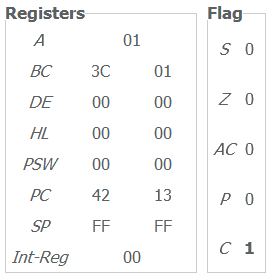 Registers
A 01
BC 3C 01
DE 00 00
HL 00 00
PSW 00 00
PC 42 13
SP FF FF
Int-Reg 00
Flag
S 0
Z 0
AC 0
P 0
C 1